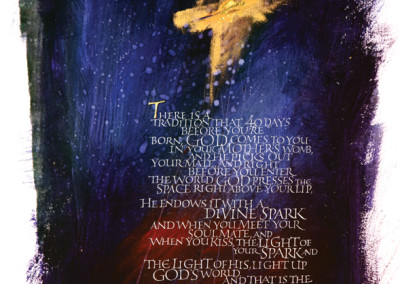 THERE IS A
TRADITION THAT 40 DAYS
BEFORE YOU'RE
BORN, GOD COMES TO YOU
IN YOUR MOTHER'S WOMB,
AND HE PICKS OUT
YOUR MATE, AND RIGHT
BEFORE YOU ENTER
THE WORLD GOD PRESSES THE
SPACE RIGHT ABOVE YOUR LIP,
HE ENDOWS IT WITH A
DIVINE SPARK
AND WHEN YOU MEET YOUR
SOULMATE, AND
WHEN YOU KISS, THE LIGHT OF
YOUR SPARK AND
THE LIGHT OF HIS, LIGHT UP
GOD'S WORLD
AND THAT IS THE